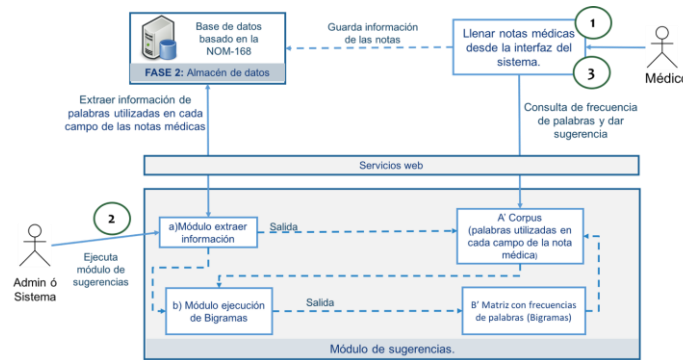 Base de datos
basado en la
NOM-168
FASE 2: Almacén de datos
Guarda información
de las notas
1
Llenar notas médicas
desde la interfaz del
sistema.
3
Médico
Extraer información de
palabras utilizadas en cada
campo de las notas médicas
Consulta de frecuencia
de palabras y dar
sugerencia
Servicios web
2
Admin ó
Sistema
Ejecuta
módulo de
sugerencias
a)Módulo extraer
información
Salida
A' Corpus
(palabras utilizadas en
cada campo de la nota
médica)
b) Módulo ejecución
de Bigramas
Salida
B' Matriz con frecuencias
de palabras (Bigramas)
Módulo de sugerencias.